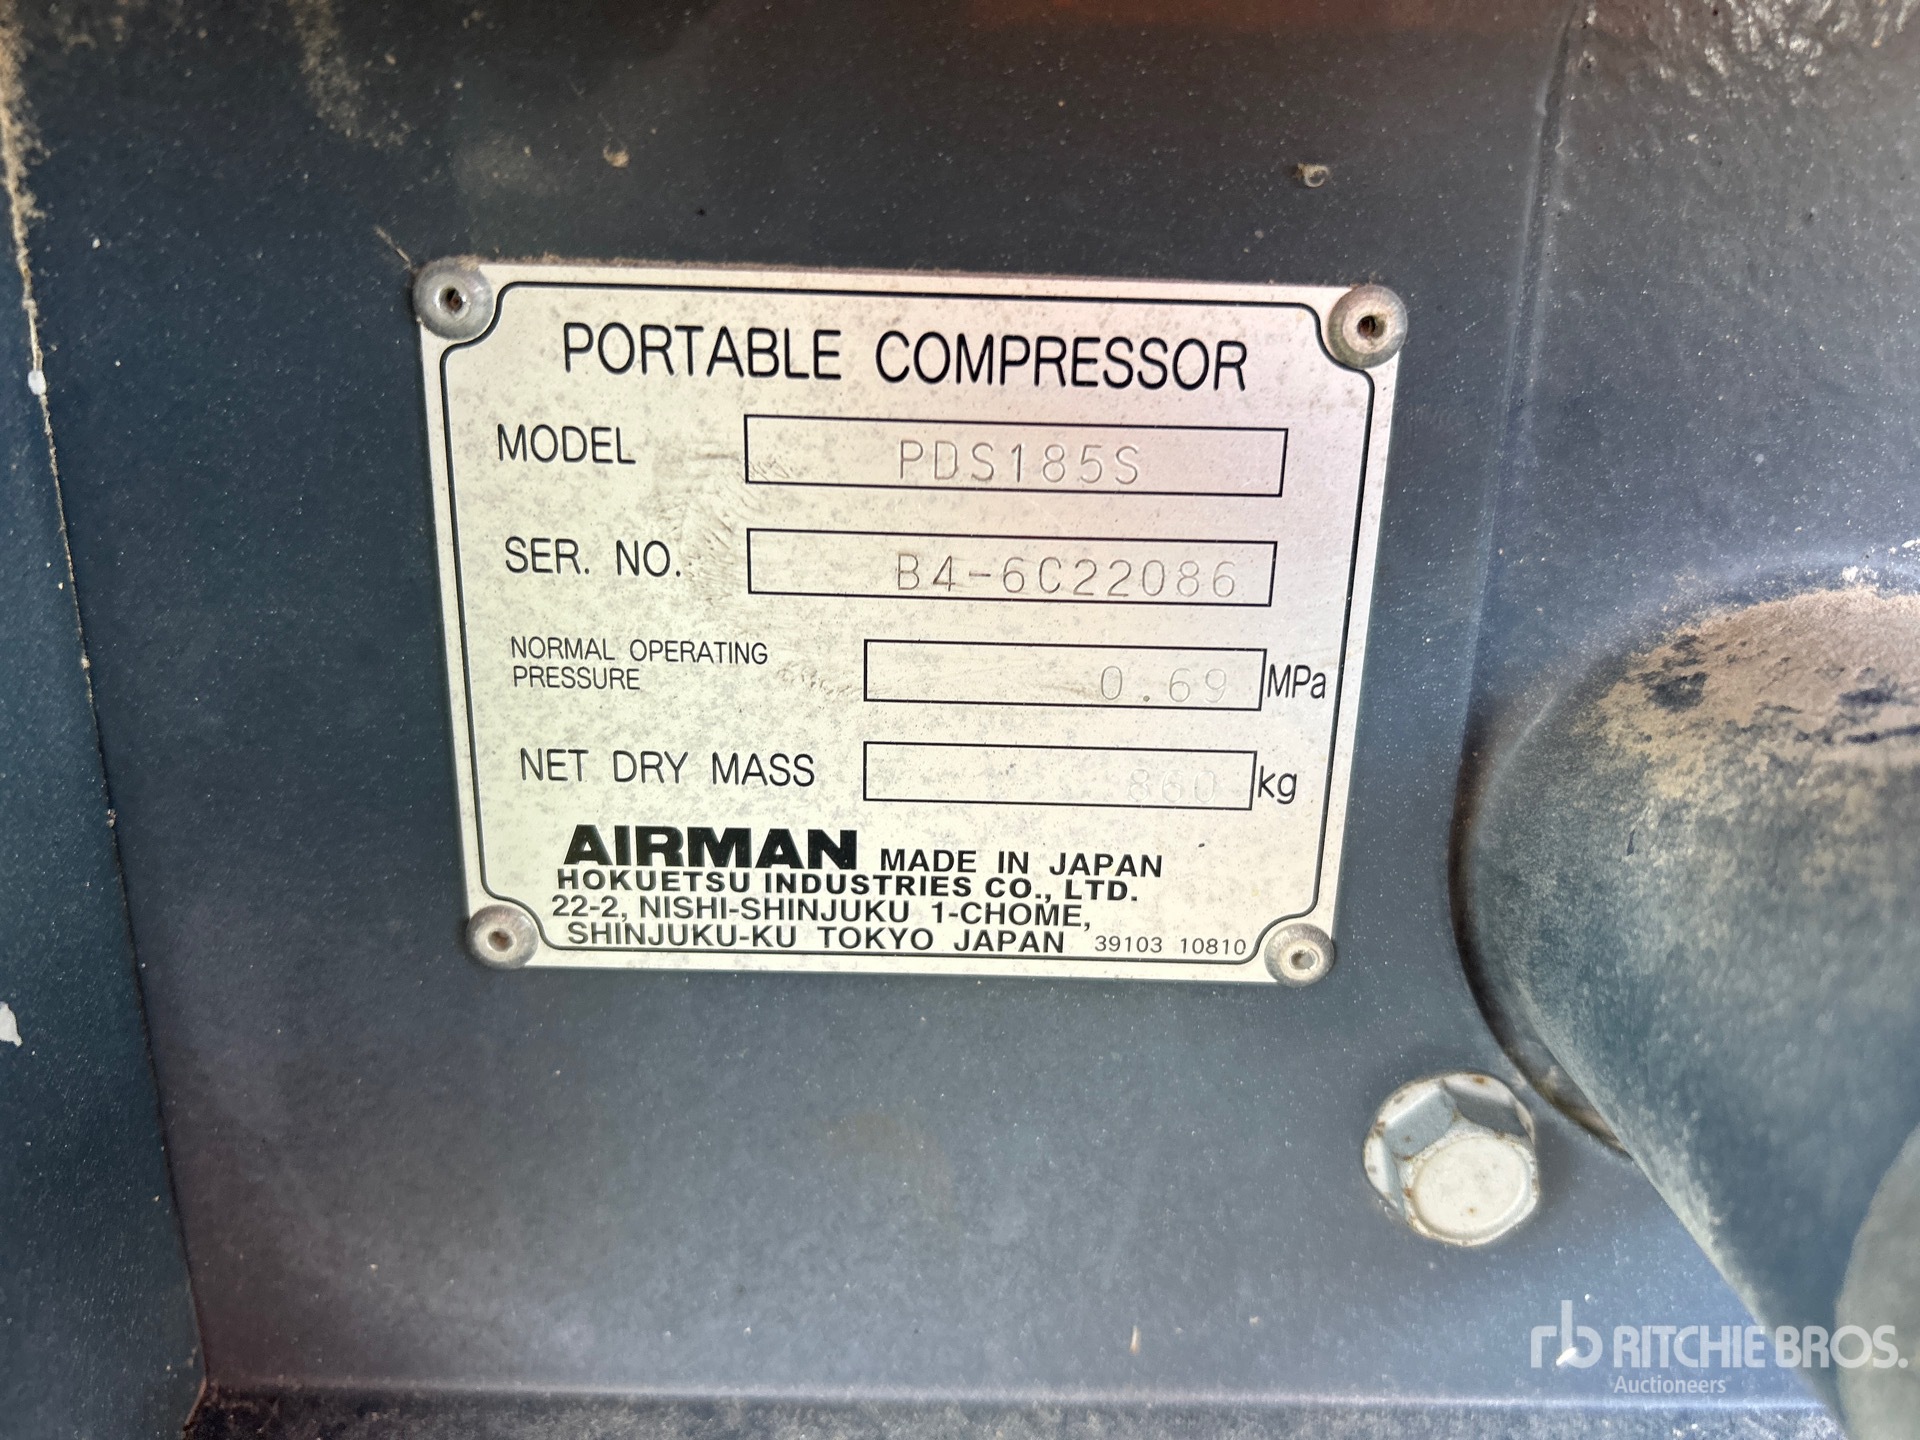 PORTABLE COMPRESSOR
MODEL PDS185S
SER. NO. B4-6C22086
NORMAL OPERATING
PRESSURE 0.69 MPa
NET DRY MASS 860 kg
AIRMAN MADE IN JAPAN
HOKUETSU INDUSTRIES CO., LTD.
22-2, NISHI-SHINJUKU 1-CHOME,
SHINJUKU-KU TOKYO JAPAN 39103 10810
rb RITCHIE BROS.
Auctioneers